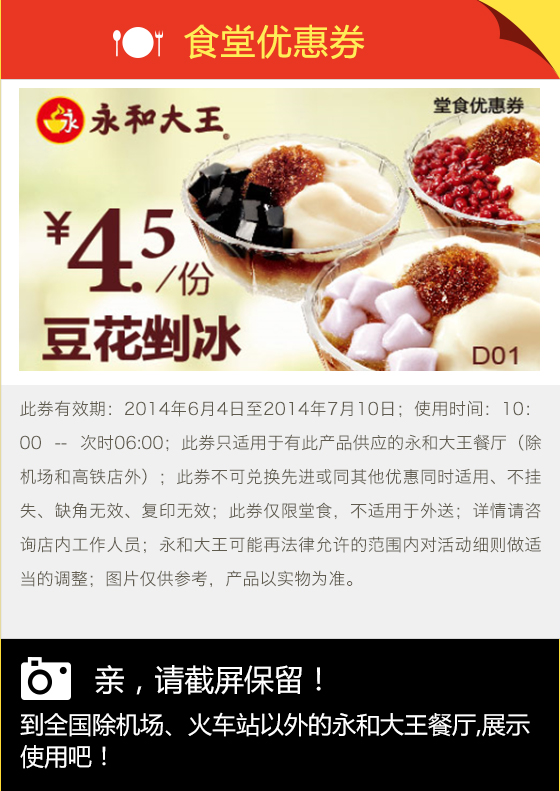 食堂优惠券
永和大王
堂食优惠券
¥4.5/份
豆花剉冰
D01
此券有效期：2014年6月4日至2014年7月10日；使用时间：10：
00 -- 次时06:00；此券只适用于有此产品供应的永和大王餐厅（除
机场和高铁店外）；此券不可兑换先进或同其他优惠同时适用、不挂
失、缺角无效、复印无效；此券仅限堂食，不适用于外送；详情请咨
询店内工作人员；永和大王可能再法律允许的范围内对活动细则做适
当的调整；图片仅供参考，产品以实物为准。
亲，请截屏保留！
到全国除机场、火车站以外的永和大王餐厅,展示
使用吧！